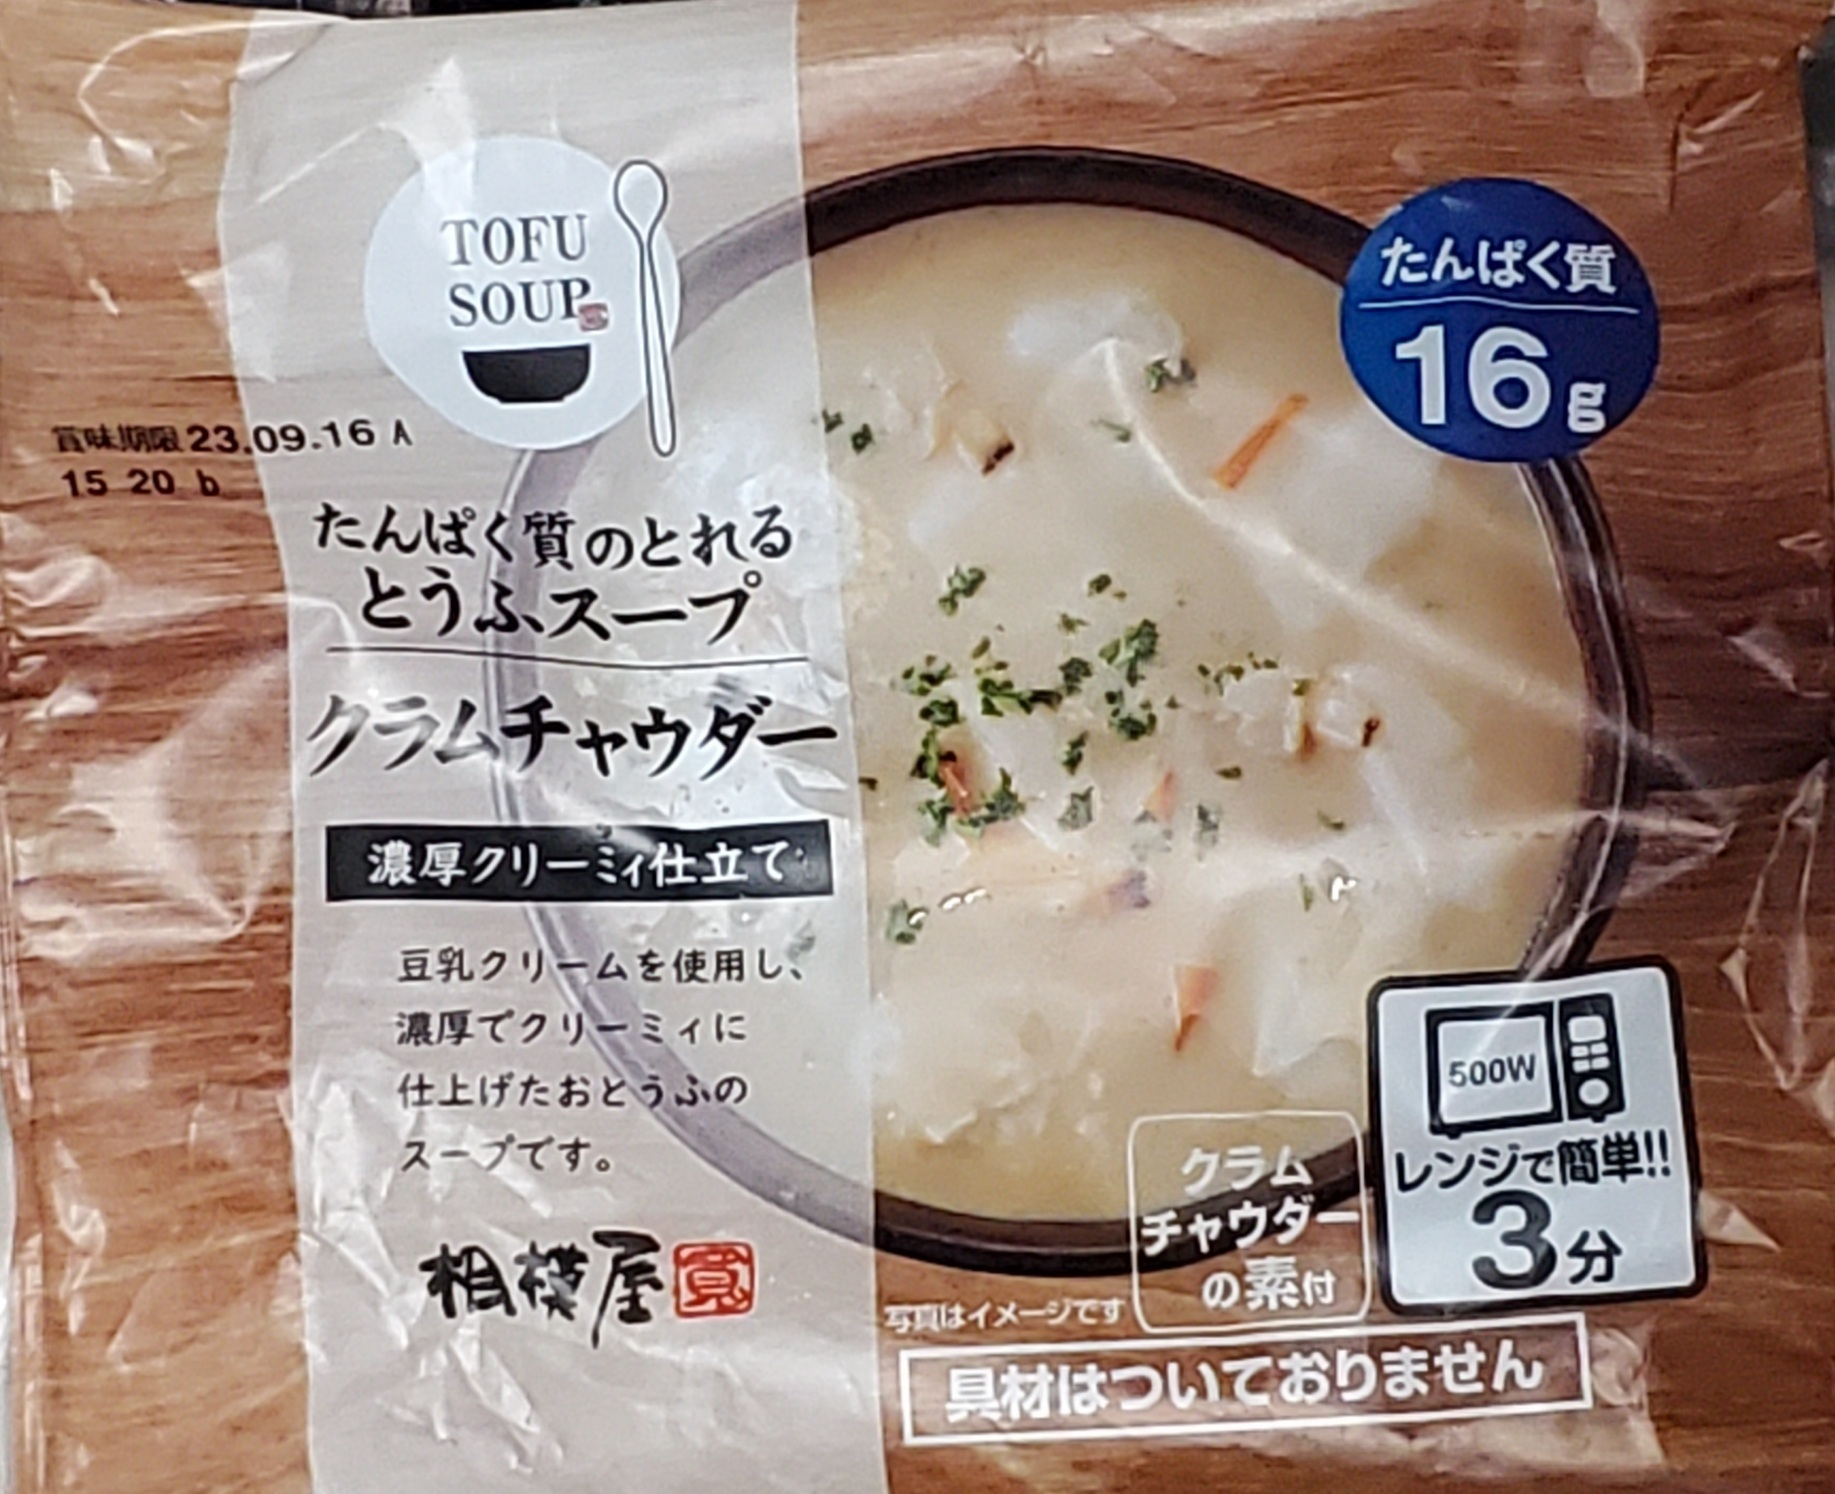 TOFU
SOUP
たんぱく質
16g
賞味期限 23.09.16 A
15 20 b
たんぱく質のとれる
とうふスープ
クラムチャウダー
濃厚クリーミィ仕立て
豆乳クリームを使用し、
濃厚でクリーミィに
仕上げたおとうふの
スープです。
相模屋
500W
レンジで簡単!!
3分
クラム
チャウダー
の素付
写真はイメージです
具材はついておりません